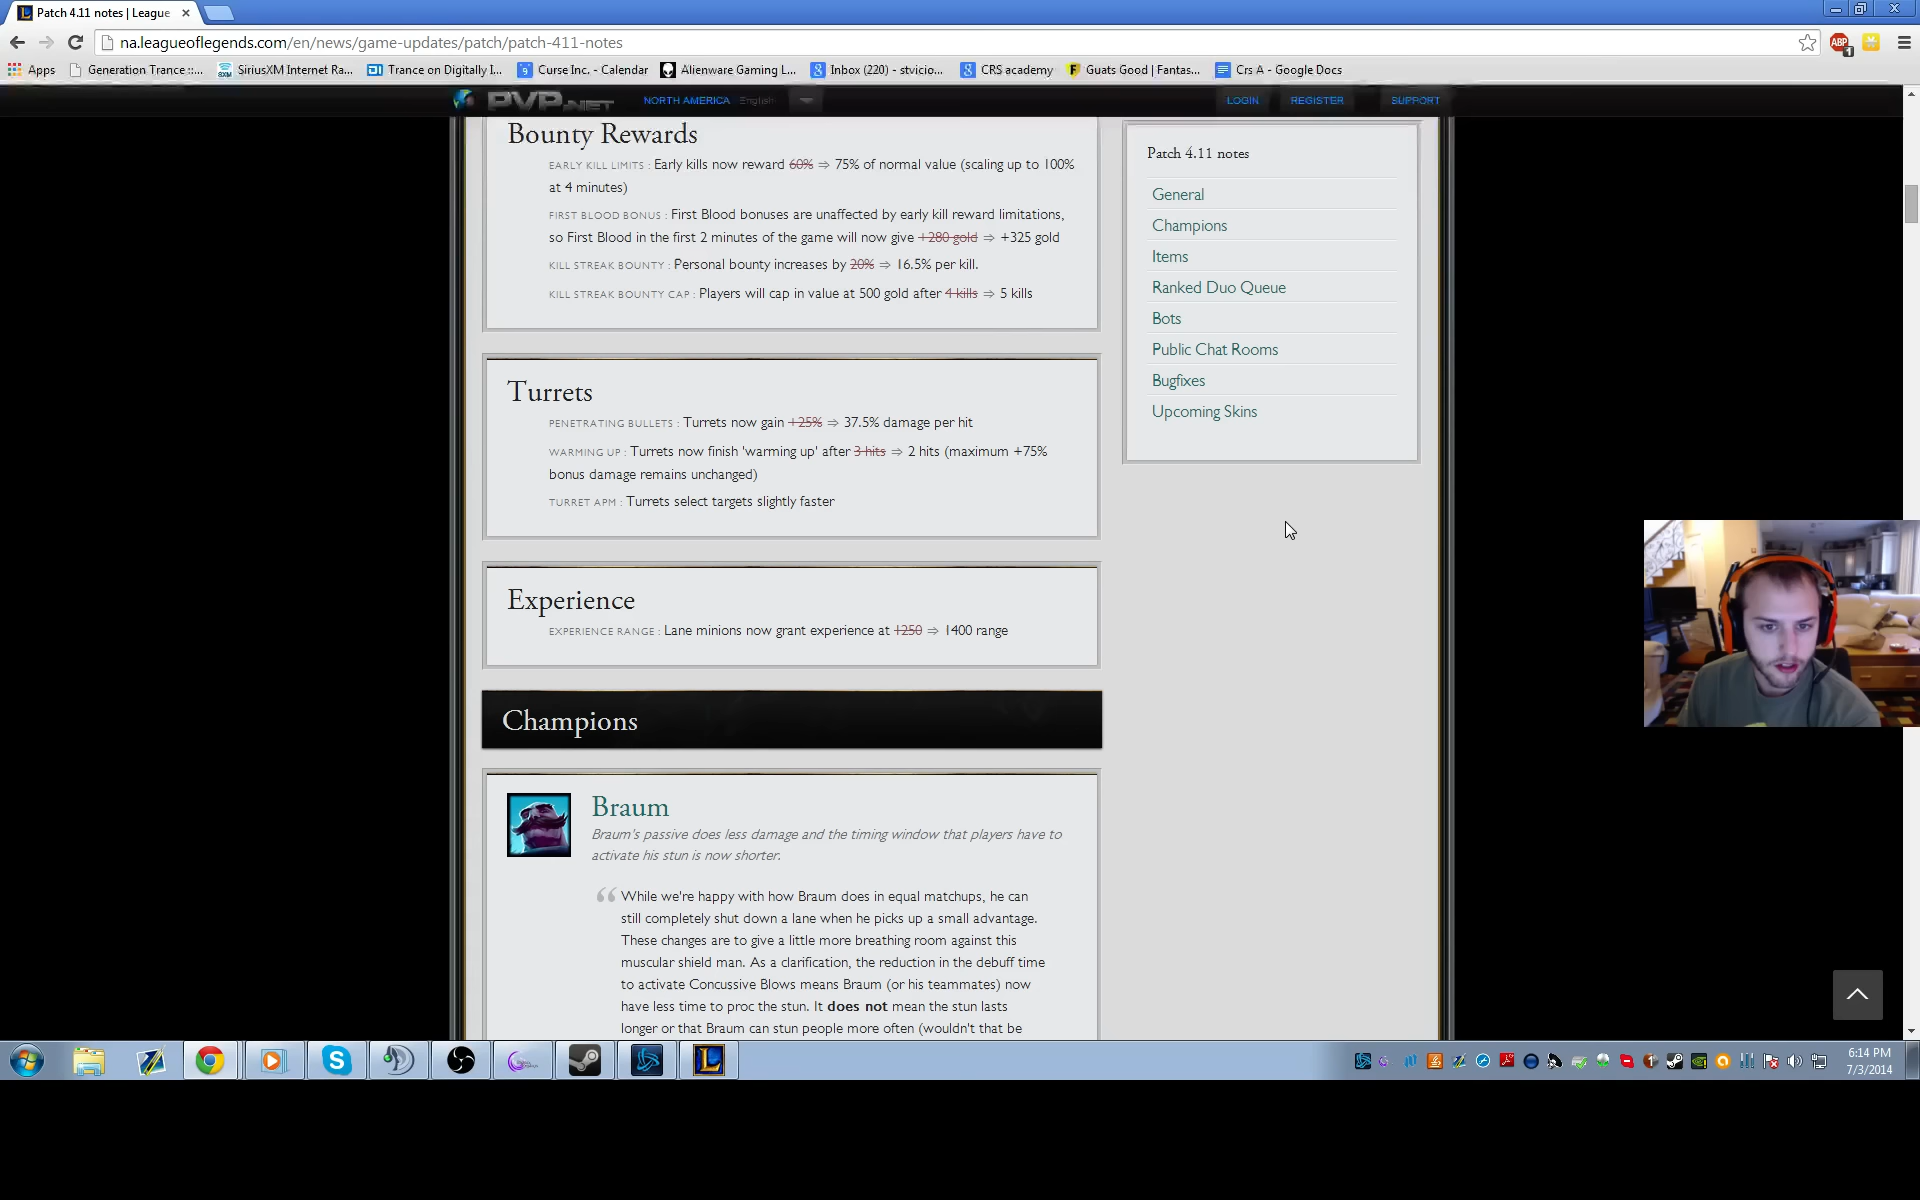 Patch 4.11 notes | League
na.leagueoflegends.com/en/news/game-updates/patch/patch-411-notes
ABP
1
Apps
Generation Trance ::...
SiriusXM Internet Ra...
Trance on Digitally I...
Curse Inc. - Calendar
Alienware Gaming L...
Inbox (220) - stvicio...
CRS academy
Guats Good | Fantas...
Crs A - Google Docs
PVP.NET
NORTH AMERICA
English
LOGIN
REGISTER
SUPPORT
Bounty Rewards
EARLY KILL LIMITS : Early kills now reward 60% ⇒ 75% of normal value (scaling up to 100%
at 4 minutes)
FIRST BLOOD BONUS : First Blood bonuses are unaffected by early kill reward limitations,
so First Blood in the first 2 minutes of the game will now give +280 gold ⇒ +325 gold
KILL STREAK BOUNTY : Personal bounty increases by 20% ⇒ 16.5% per kill.
KILL STREAK BOUNTY CAP : Players will cap in value at 500 gold after 4 kills ⇒ 5 kills
Turrets
PENETRATING BULLETS : Turrets now gain +25% ⇒ 37.5% damage per hit
WARMING UP : Turrets now finish 'warming up' after 3 hits ⇒ 2 hits (maximum +75%
bonus damage remains unchanged)
TURRET APM : Turrets select targets slightly faster
Experience
EXPERIENCE RANGE : Lane minions now grant experience at 1250 ⇒ 1400 range
Champions
Braum
Braum's passive does less damage and the timing window that players have to
activate his stun is now shorter.
While we're happy with how Braum does in equal matchups, he can
still completely shut down a lane when he picks up a small advantage.
These changes are to give a little more breathing room against this
muscular shield man. As a clarification, the reduction in the debuff time
to activate Concussive Blows means Braum (or his teammates) now
have less time to proc the stun. It does not mean the stun lasts
longer or that Braum can stun people more often (wouldn't that be
Patch 4.11 notes
General
Champions
Items
Ranked Duo Queue
Bots
Public Chat Rooms
Bugfixes
Upcoming Skins
6:14 PM
7/3/2014